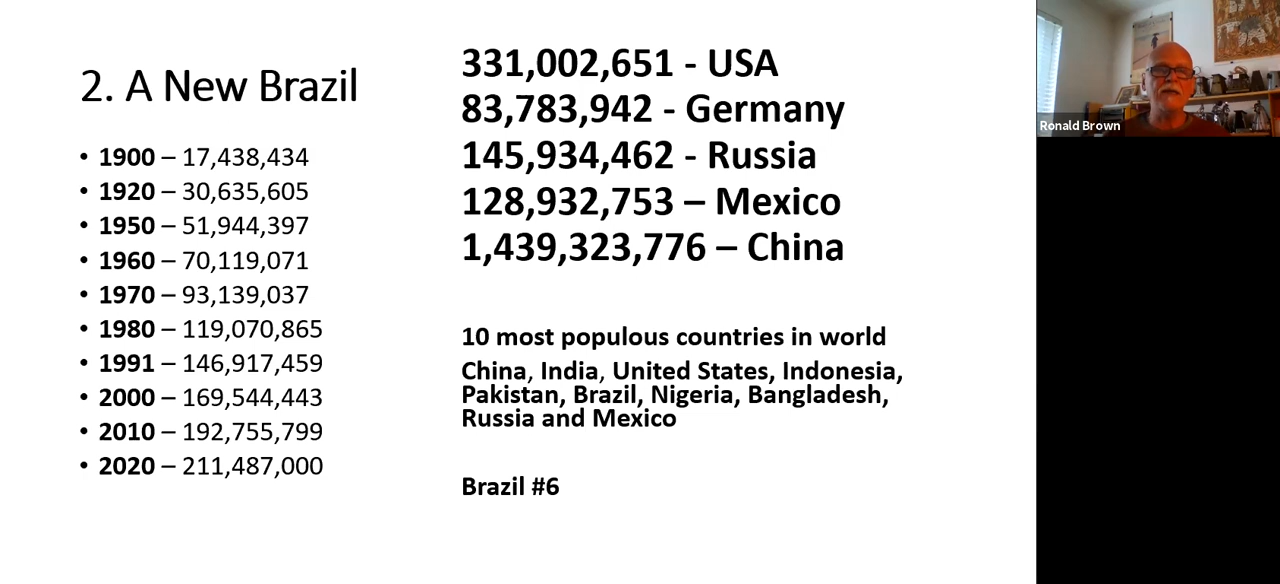 2. A New Brazil
• 1900 – 17,438,434
• 1920 – 30,635,605
• 1950 – 51,944,397
• 1960 – 70,119,071
• 1970 – 93,139,037
• 1980 – 119,070,865
• 1991 – 146,917,459
• 2000 – 169,544,443
• 2010 – 192,755,799
• 2020 – 211,487,000
331,002,651 - USA
83,783,942 - Germany
145,934,462 - Russia
128,932,753 – Mexico
1,439,323,776 – China
10 most populous countries in world
China, India, United States, Indonesia,
Pakistan, Brazil, Nigeria, Bangladesh,
Russia and Mexico
Brazil #6
Ronald Brown